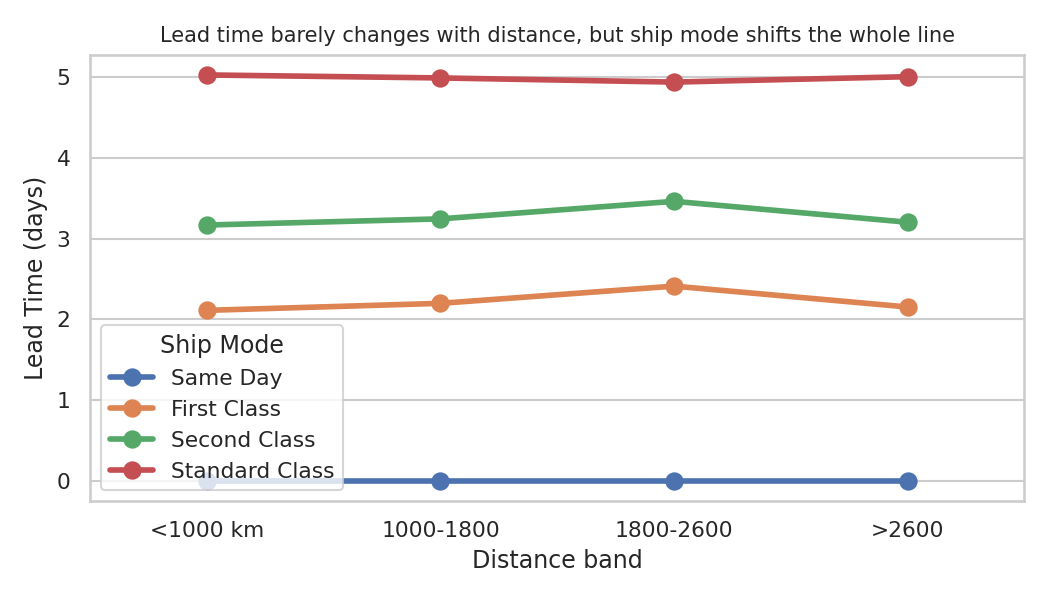 Lead time barely changes with distance, but ship mode shifts the whole line
Lead Time (days)
5
4
3
2
1
0
Ship Mode
Same Day
First Class
Second Class
Standard Class
<1000 km
1000-1800
1800-2600
>2600
Distance band